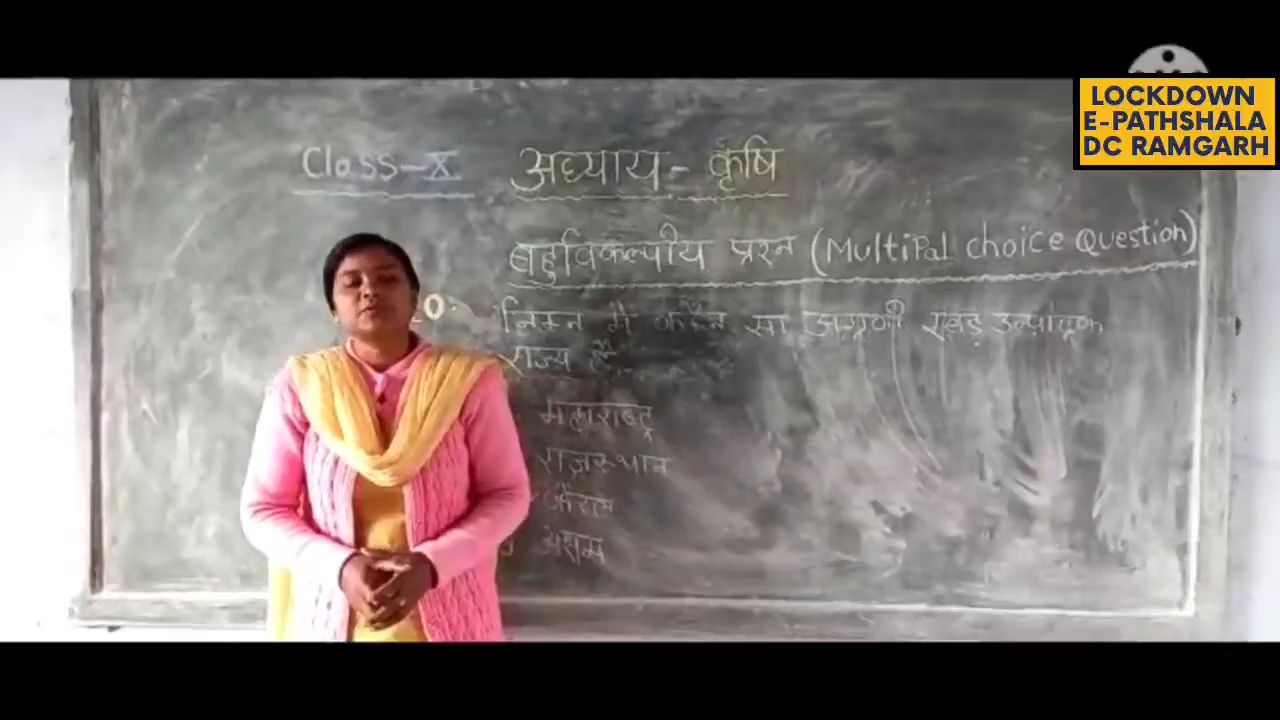 LOCKDOWN
E-PATHSHALA
DC RAMGARH
Class-X अध्याय - कृषि
बहुविकल्पीय प्रश्न (Multipal choice Question)
निम्न में कौन सा अग्रणी रबड़ उत्पादक
राज्य है
महाराष्ट्र
राजस्थान
केरल
असम